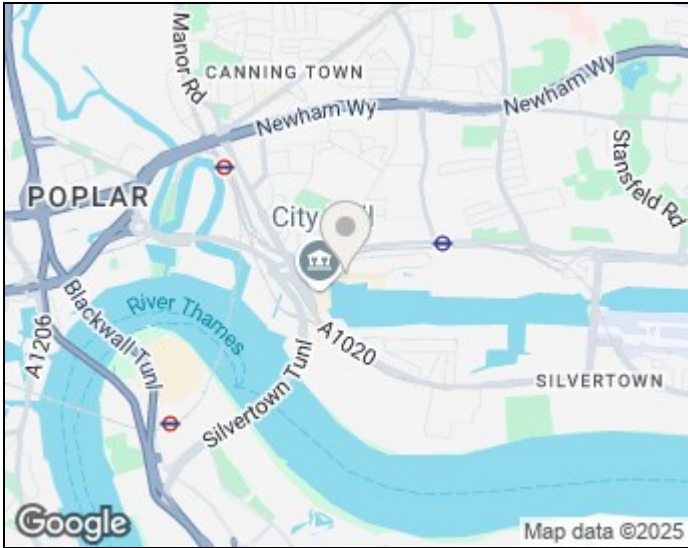 Manor Rd
CANNING TOWN
Newham Wy
Newham Wy
Stansfeld Rd
POPLAR
City
River Thames
Blackwall Tunl
A1206
A1020
Silvertown Tunl
SILVERTOWN
Google
Map data ©2025